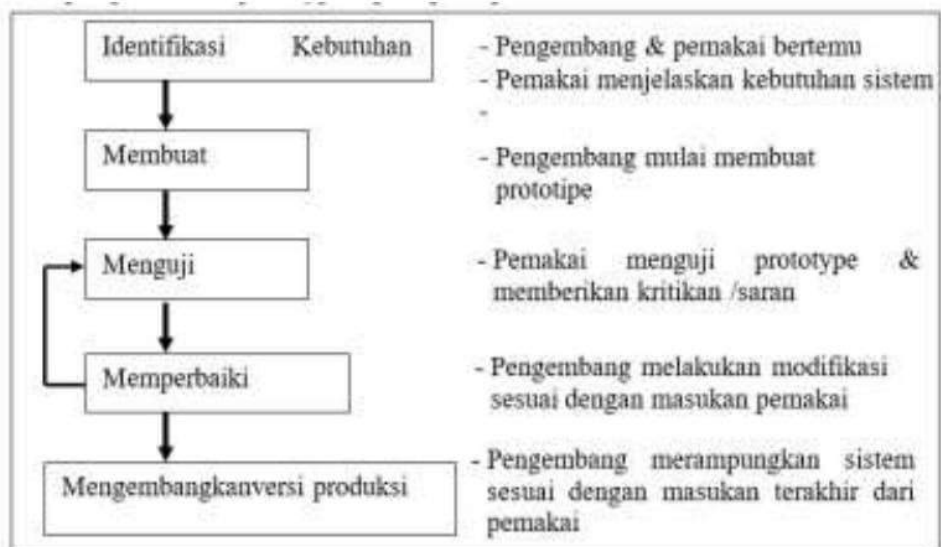 Identifikasi Kebutuhan
- Pengembang & pemakai bertemu
- Pemakai menjelaskan kebutuhan sistem
-
Membuat
- Pengembang mulai membuat
prototipe
Menguji
- Pemakai menguji prototype &
memberikan kritikan /saran
Memperbaiki
- Pengembang melakukan modifikasi
sesuai dengan masukan pemakai
Mengembangkanversi produksi
- Pengembang merampungkan sistem
sesuai dengan masukan terakhir dari
pemakai